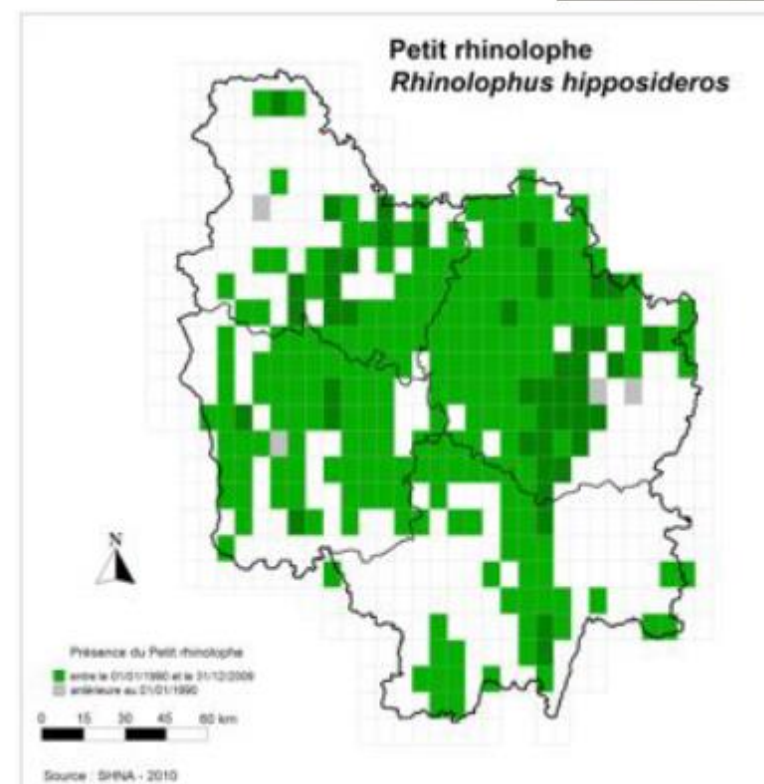 Petit rhinolophe
Rhinolophus hipposideros
N
Présence du Petit rhinolophe
entre le 01/01/1990 et le 31/12/2009
antérieure au 01/01/1990
0 15 30 45 60 km
Source : SHNA - 2010